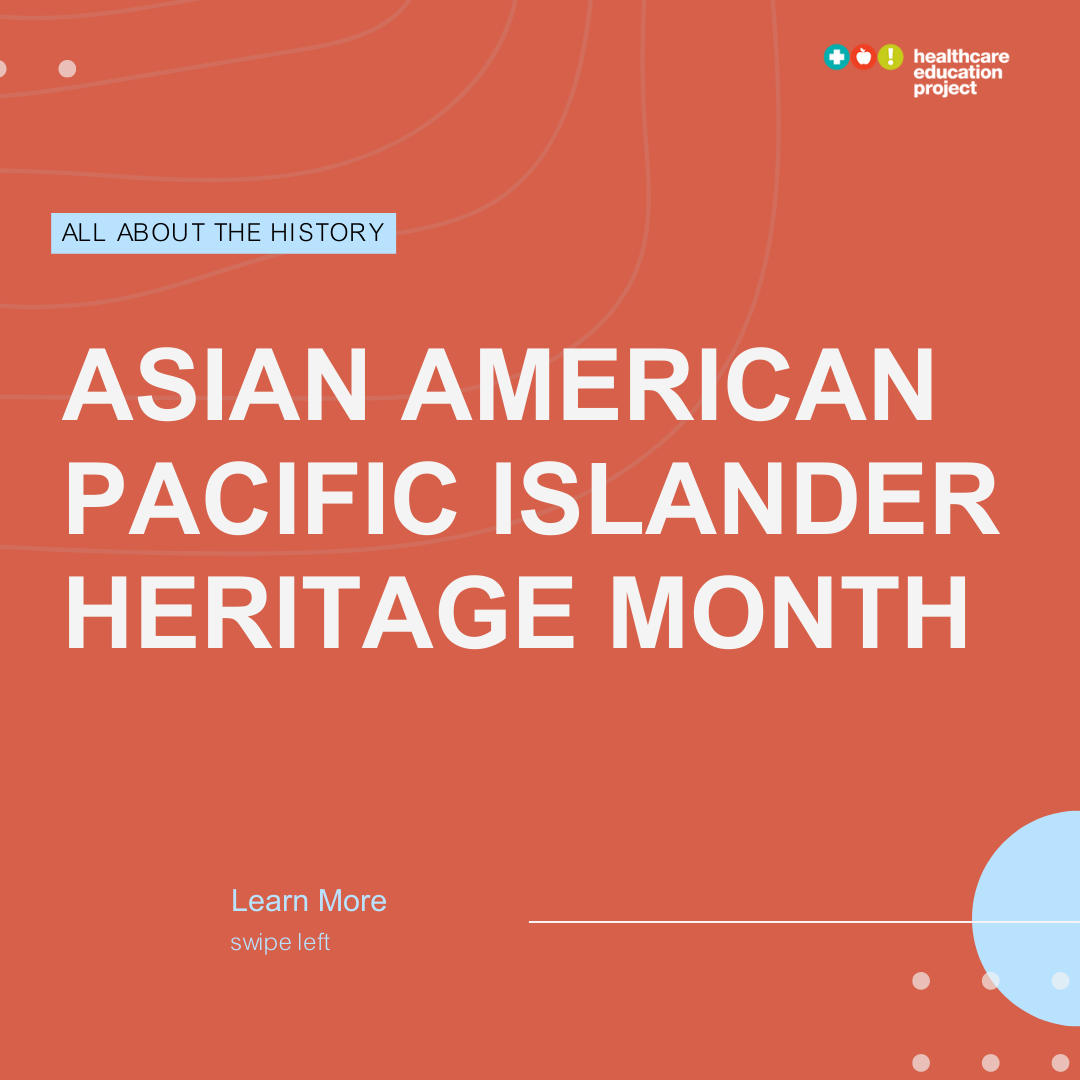 healthcare
education
project
ALL ABOUT THE HISTORY
ASIAN AMERICAN
PACIFIC ISLANDER
HERITAGE MONTH
Learn More
swipe left